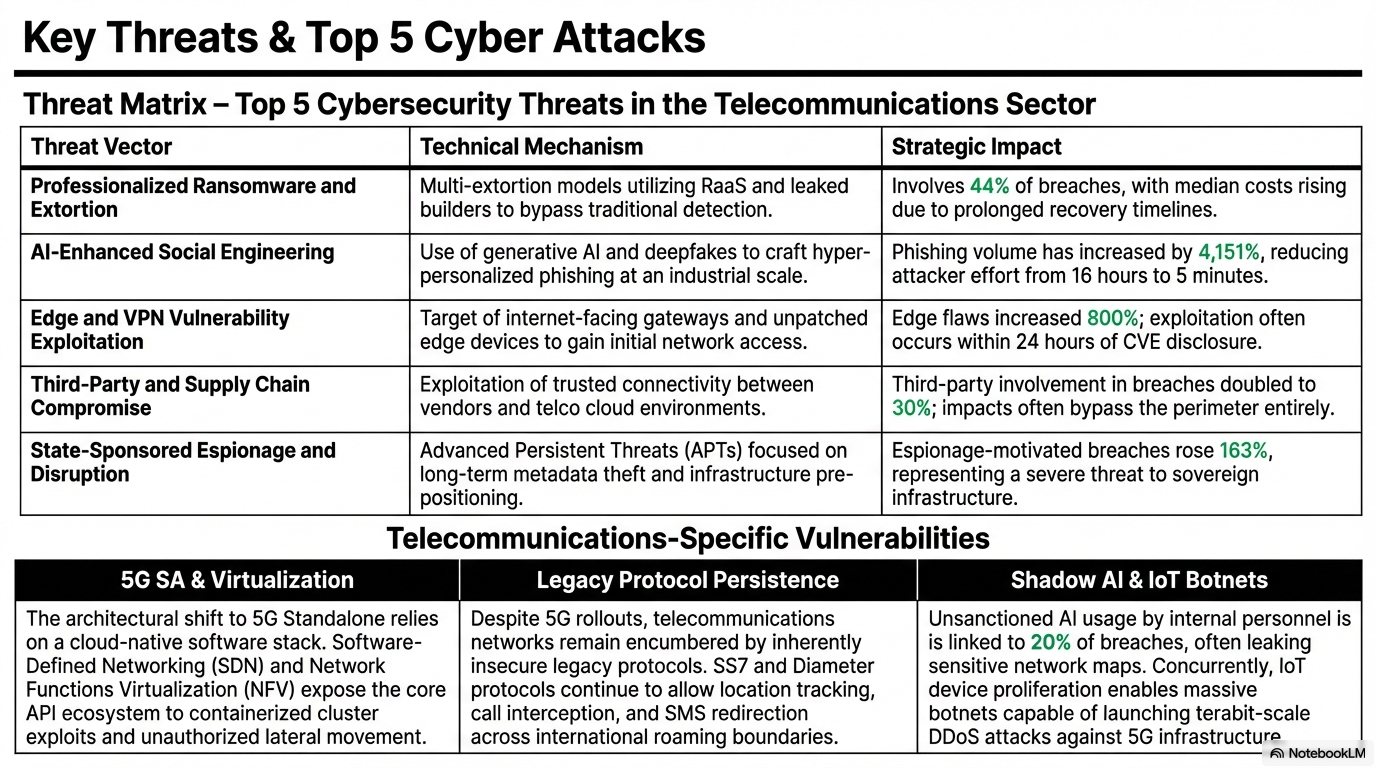 Key Threats & Top 5 Cyber Attacks
Threat Matrix – Top 5 Cybersecurity Threats in the Telecommunications Sector
Threat Vector
Technical Mechanism
Strategic Impact
Professionalized Ransomware and
Extortion
Multi-extortion models utilizing RaaS and leaked
builders to bypass traditional detection.
Involves 44% of breaches, with median costs rising
due to prolonged recovery timelines.
AI-Enhanced Social Engineering
Use of generative AI and deepfakes to craft hyper-
personalized phishing at an industrial scale.
Phishing volume has increased by 4,151%, reducing
attacker effort from 16 hours to 5 minutes.
Edge and VPN Vulnerability
Exploitation
Target of internet-facing gateways and unpatched
edge devices to gain initial network access.
Edge flaws increased 800%; exploitation often
occurs within 24 hours of CVE disclosure.
Third-Party and Supply Chain
Compromise
Exploitation of trusted connectivity between
vendors and telco cloud environments.
Third-party involvement in breaches doubled to
30%; impacts often bypass the perimeter entirely.
State-Sponsored Espionage and
Disruption
Advanced Persistent Threats (APTs) focused on
long-term metadata theft and infrastructure pre-
positioning.
Espionage-motivated breaches rose 163%,
representing a severe threat to sovereign
infrastructure.
Telecommunications-Specific Vulnerabilities
5G SA & Virtualization
The architectural shift to 5G Standalone relies
on a cloud-native software stack. Software-
Defined Networking (SDN) and Network
Functions Virtualization (NFV) expose the core
API ecosystem to containerized cluster
exploits and unauthorized lateral movement.
Legacy Protocol Persistence
Despite 5G rollouts, telecommunications
networks remain encumbered by inherently
insecure legacy protocols. SS7 and Diameter
protocols continue to allow location tracking,
call interception, and SMS redirection
across international roaming boundaries.
Shadow AI & IoT Botnets
Unsanctioned AI usage by internal personnel is
is linked to 20% of breaches, often leaking
sensitive network maps. Concurrently, IoT
device proliferation enables massive
botnets capable of launching terabit-scale
DDoS attacks against 5G infrastructure.
NotebookLM